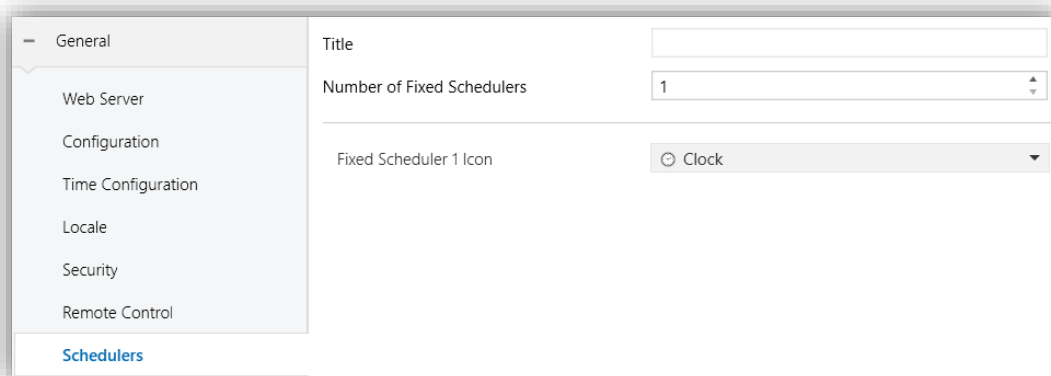 General
Web Server
Configuration
Time Configuration
Locale
Security
Remote Control
Schedulers
Title
Number of Fixed Schedulers
1
Fixed Scheduler 1 Icon
Clock